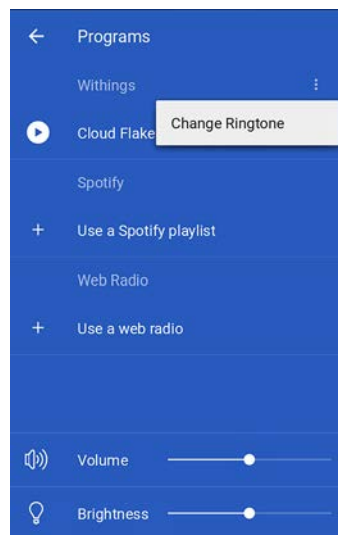 Programs
Withings
Change Ringtone
Cloud Flake
Spotify
Use a Spotify playlist
Web Radio
Use a web radio
Volume
Brightness